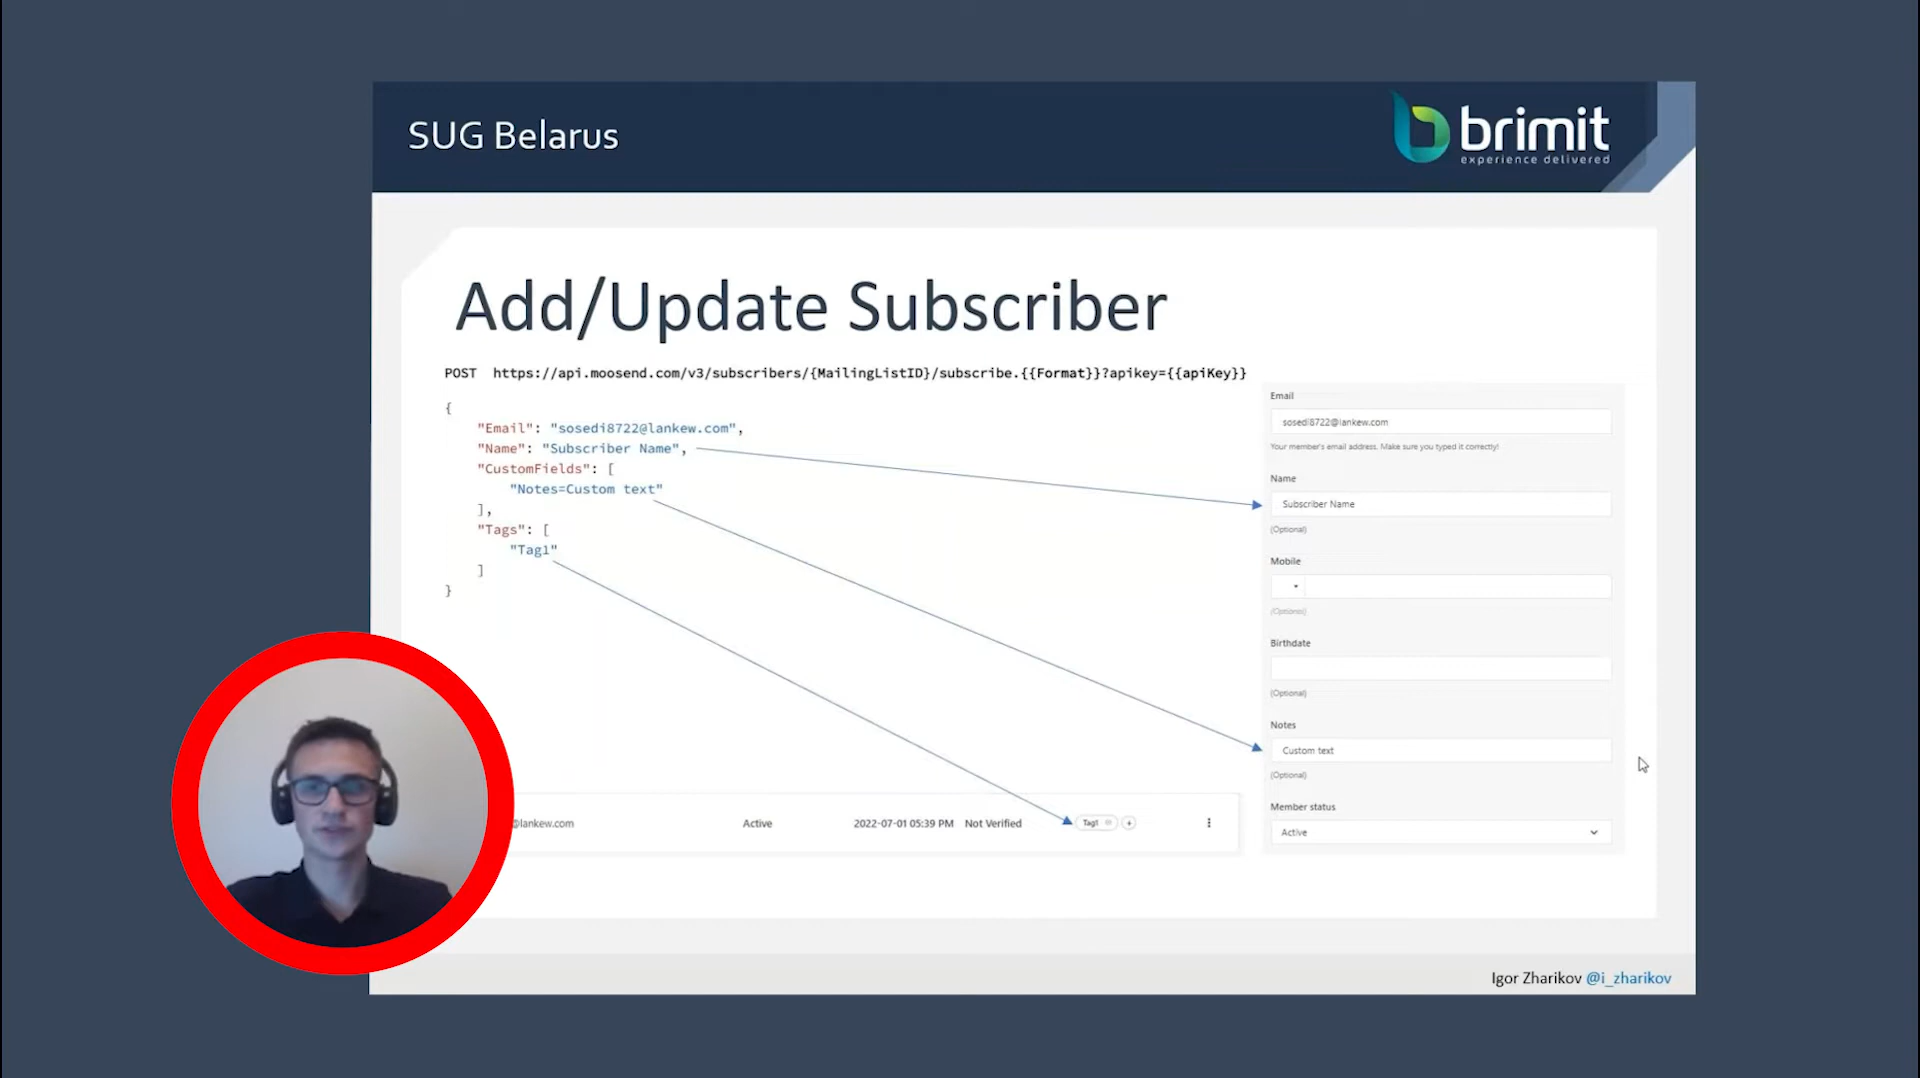 SUG Belarus
brimit
experience delivered
Add/Update Subscriber
POST https://api.moosend.com/v3/subscribers/{MailingListID}/subscribe.{{Format}}?apikey={{apiKey}}
{
"Email": "sosedi8722@lankew.com",
"Name": "Subscriber Name",
"CustomFields": [
"Notes=Custom text"
],
"Tags": [
"Tag1"
]
}
Email
sosedi8722@lankew.com
Your member's email address. Make sure you typed it correctly!
Name
Subscriber Name
(Optional)
Mobile
(Optional)
Birthdate
(Optional)
Notes
Custom text
(Optional)
Member status
Active
@lankew.com Active 2022-07-01 05:39 PM Not Verified Tag1
Igor Zharikov @i_zharikov